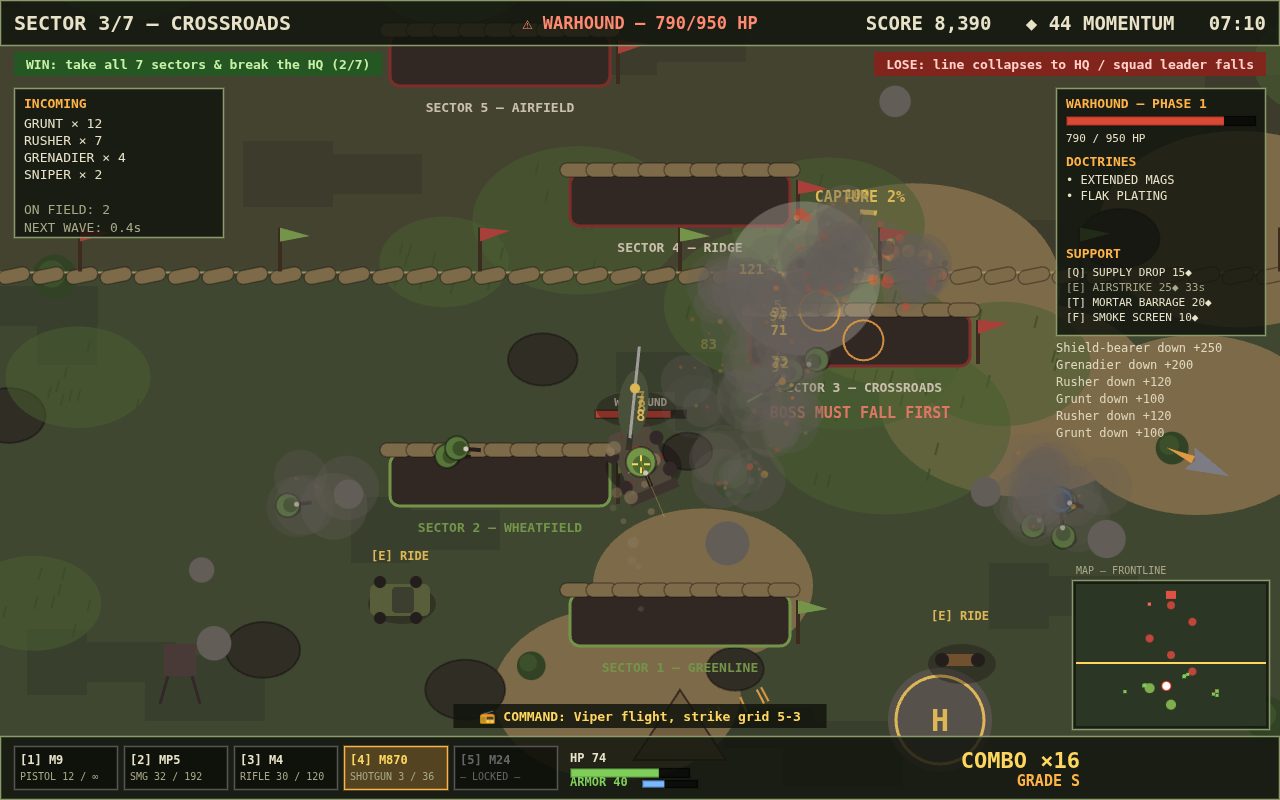 SECTOR 3/7 — CROSSROADS
⚠ WARHOUND — 790/950 HP
SCORE 8,390
◆ 44 MOMENTUM
07:10
WIN: take all 7 sectors & break the HQ (2/7)
LOSE: line collapses to HQ / squad leader falls
INCOMING
GRUNT × 12
RUSHER × 7
GRENADIER × 4
SNIPER × 2
ON FIELD: 2
NEXT WAVE: 0.4s
SECTOR 5 — AIRFIELD
WARHOUND — PHASE 1
790 / 950 HP
DOCTRINES
• EXTENDED MAGS
• FLAK PLATING
SUPPORT
[Q] SUPPLY DROP 15◆
[E] AIRSTRIKE 25◆ 33s
[T] MORTAR BARRAGE 20◆
[F] SMOKE SCREEN 10◆
CAPTURE 2%
SECTOR 4 — RIDGE
121
71
83
SECTOR 3 — CROSSROADS
BOSS MUST FALL FIRST
Shield-bearer down +250
Grenadier down +200
Rusher down +120
Grunt down +100
Rusher down +120
Grunt down +100
SECTOR 2 — WHEATFIELD
[E] RIDE
[E] RIDE
SECTOR 1 — GREENLINE
MAP — FRONTLINE
H
📻 COMMAND: Viper flight, strike grid 5-3
[1] M9
PISTOL 12 / ∞
[2] MP5
SMG 32 / 192
[3] M4
RIFLE 30 / 120
[4] M870
SHOTGUN 3 / 36
[5] M24
— LOCKED —
HP 74
ARMOR 40
COMBO ×16
GRADE S